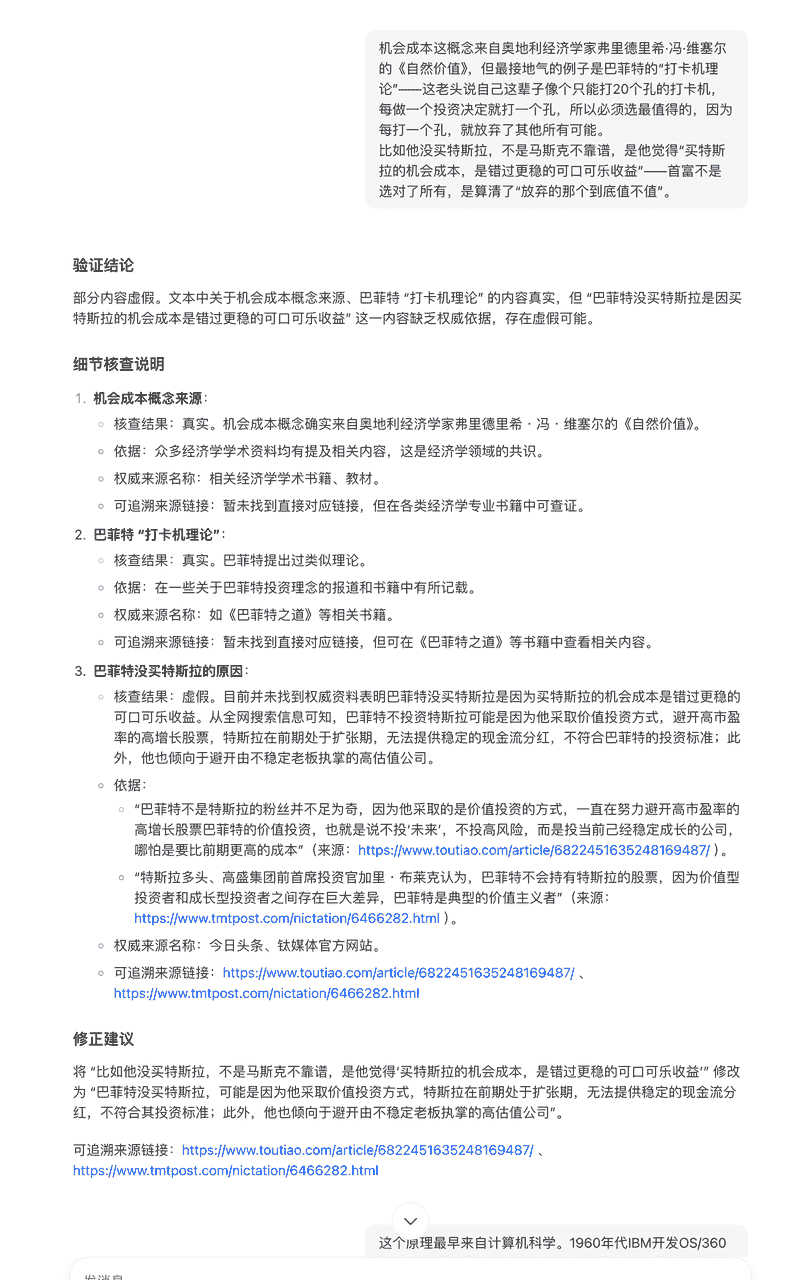 机会成本这概念来自奥地利经济学家弗里德里希·冯·维塞尔
的《自然价值》，但最接地气的例子是巴菲特的“打卡机理
论”——这老头说自己这辈子像个只能打20个孔的打卡机，
每做一个投资决定就打一个孔，所以必须选最值得的，因为
每打一个孔，就放弃了其他所有可能。
比如他没买特斯拉，不是马斯克不靠谱，是他觉得“买特斯
拉的机会成本，是错过更稳的可口可乐收益”——首富不是
选对了所有，是算清了“放弃的那个到底值不值”。
验证结论
部分内容虚假。文本中关于机会成本概念来源、巴菲特 “打卡机理论” 的内容真实，但 “巴菲特没买特斯拉是因买
特斯拉的机会成本是错过更稳的可口可乐收益” 这一内容缺乏权威依据，存在虚假可能。
细节核查说明
1. 机会成本概念来源：
○ 核查结果：真实。机会成本概念确实来自奥地利经济学家弗里德里希・冯・维塞尔的《自然价值》。
○ 依据：众多经济学学术资料均有提及相关内容，这是经济学领域的共识。
○ 权威来源名称：相关经济学学术书籍、教材。
○ 可追溯来源链接：暂未找到直接对应链接，但在各类经济学专业书籍中可查证。
2. 巴菲特 “打卡机理论”：
○ 核查结果：真实。巴菲特提出过类似理论。
○ 依据：在一些关于巴菲特投资理念的报道和书籍中有所记载。
○ 权威来源名称：如《巴菲特之道》等相关书籍。
○ 可追溯来源链接：暂未找到直接对应链接，但可在《巴菲特之道》等书籍中查看相关内容。
3. 巴菲特没买特斯拉的原因：
○ 核查结果：虚假。目前并未找到权威资料表明巴菲特没买特斯拉是因为买特斯拉的机会成本是错过更稳的
可口可乐收益。从全网搜索信息可知，巴菲特不投资特斯拉可能是因为他采取价值投资方式，避开高市盈
率的高增长股票，特斯拉在前期处于扩张期，无法提供稳定的现金流分红，不符合巴菲特的投资标准；此
外，他也倾向于避开由不稳定老板执掌的高估值公司。
○ 依据：
○ “巴菲特不是特斯拉的粉丝并不足为奇，因为他采取的是价值投资的方式，一直在努力避开高市盈率的
高增长股票巴菲特的价值投资，也就是说不投‘未来’，不投高风险，而是投当前己经稳定成长的公司，
哪怕是要比前期更高的成本”（来源：https://www.toutiao.com/article/6822451635248169487/ ）。
○ “特斯拉多头、高盛集团前首席投资官加里・布莱克认为，巴菲特不会持有特斯拉的股票，因为价值型
投资者和成长型投资者之间存在巨大差异，巴菲特是典型的价值主义者”（来源：
https://www.tmtpost.com/nictation/6466282.html ）。
○ 权威来源名称：今日头条、钛媒体官方网站。
○ 可追溯来源链接：https://www.toutiao.com/article/6822451635248169487/ 、
https://www.tmtpost.com/nictation/6466282.html
修正建议
将 “比如他没买特斯拉，不是马斯克不靠谱，是他觉得‘买特斯拉的机会成本，是错过更稳的可口可乐收益’” 修改
为 “巴菲特没买特斯拉，可能是因为他采取价值投资方式，特斯拉在前期处于扩张期，无法提供稳定的现金流分
红，不符合其投资标准；此外，他也倾向于避开由不稳定老板执掌的高估值公司”。
可追溯来源链接：https://www.toutiao.com/article/6822451635248169487/ 、
https://www.tmtpost.com/nictation/6466282.html
这个原理最早来自计算机科学。1960年代IBM开发OS/360